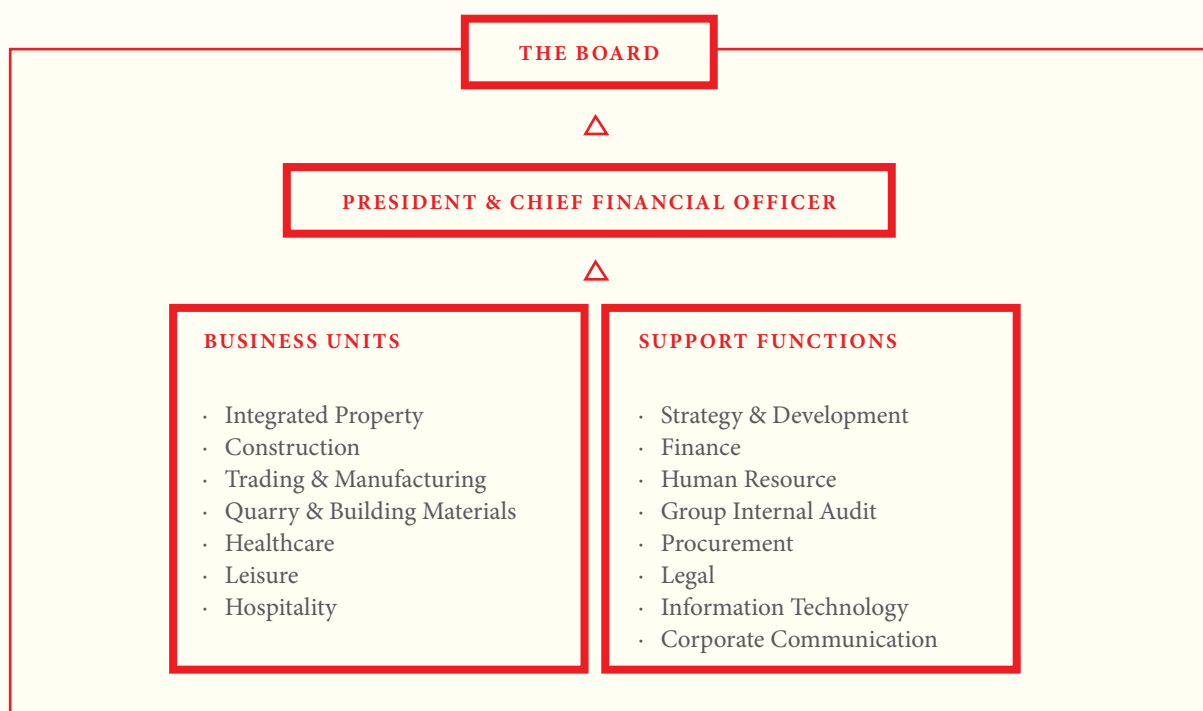 THE BOARD
PRESIDENT & CHIEF FINANCIAL OFFICER
BUSINESS UNITS
· Integrated Property
· Construction
· Trading & Manufacturing
· Quarry & Building Materials
· Healthcare
· Leisure
· Hospitality
SUPPORT FUNCTIONS
· Strategy & Development
· Finance
· Human Resource
· Group Internal Audit
· Procurement
· Legal
· Information Technology
· Corporate Communication